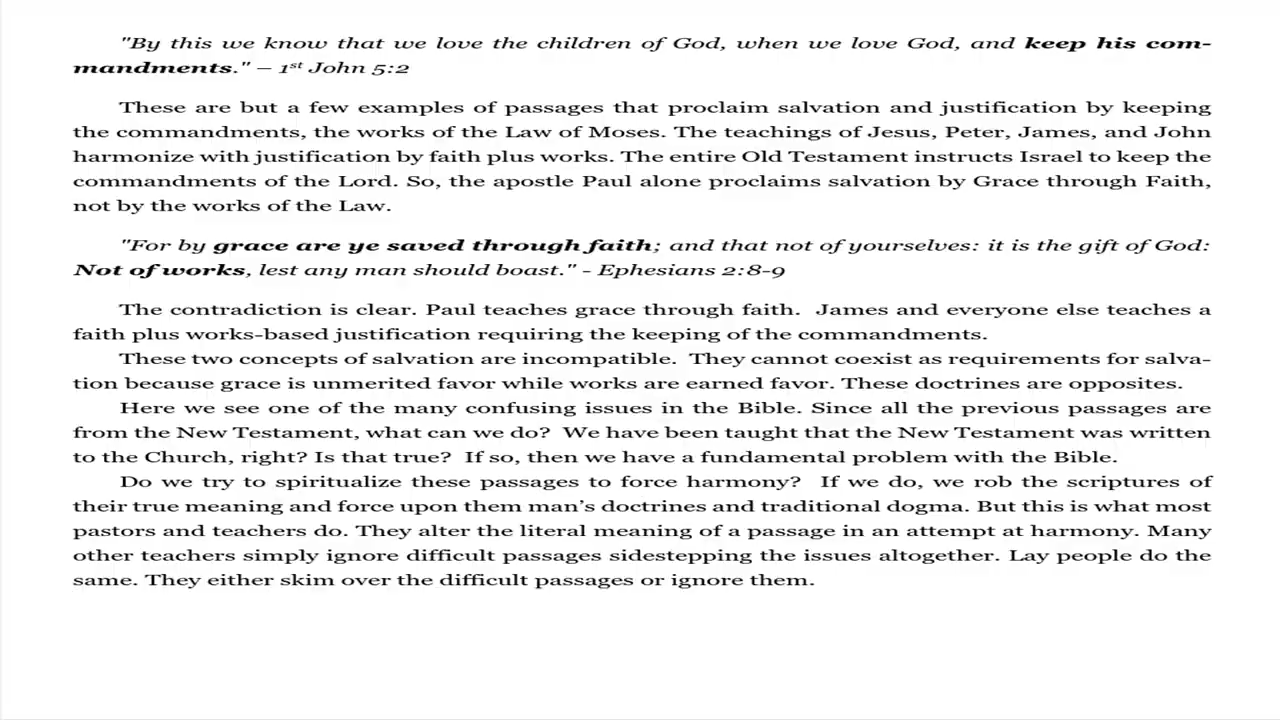 "By this we know that we love the children of God, when we love God, and keep his com-
mandments." – 1st John 5:2
These are but a few examples of passages that proclaim salvation and justification by keeping
the commandments, the works of the Law of Moses. The teachings of Jesus, Peter, James, and John
harmonize with justification by faith plus works. The entire Old Testament instructs Israel to keep the
commandments of the Lord. So, the apostle Paul alone proclaims salvation by Grace through Faith,
not by the works of the Law.
"For by grace are ye saved through faith; and that not of yourselves: it is the gift of God:
Not of works, lest any man should boast." - Ephesians 2:8-9
The contradiction is clear. Paul teaches grace through faith.  James and everyone else teaches a
faith plus works-based justification requiring the keeping of the commandments.
These two concepts of salvation are incompatible.  They cannot coexist as requirements for salva-
tion because grace is unmerited favor while works are earned favor. These doctrines are opposites.
Here we see one of the many confusing issues in the Bible. Since all the previous passages are
from the New Testament, what can we do?  We have been taught that the New Testament was written
to the Church, right? Is that true?  If so, then we have a fundamental problem with the Bible.
Do we try to spiritualize these passages to force harmony?  If we do, we rob the scriptures of
their true meaning and force upon them man’s doctrines and traditional dogma. But this is what most
pastors and teachers do. They alter the literal meaning of a passage in an attempt at harmony. Many
other teachers simply ignore difficult passages sidestepping the issues altogether. Lay people do the
same. They either skim over the difficult passages or ignore them.